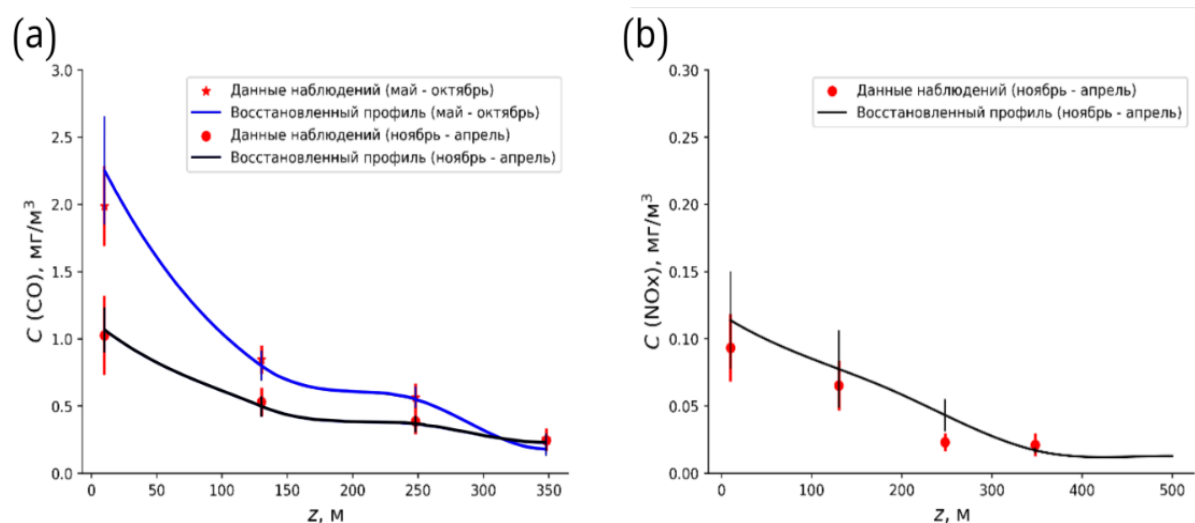 (a)
3.0
2.5
2.0
1.5
1.0
0.5
0.0
C (CO), мг/м³
Данные наблюдений (май - октябрь)
Восстановленный профиль (май - октябрь)
Данные наблюдений (ноябрь - апрель)
Восстановленный профиль (ноябрь - апрель)
0 50 100 150 200 250 300 350
z, м
(b)
0.30
0.25
0.20
0.15
0.10
0.05
0.00
C (NOx), мг/м³
Данные наблюдений (ноябрь - апрель)
Восстановленный профиль (ноябрь - апрель)
0 100 200 300 400 500
z, м